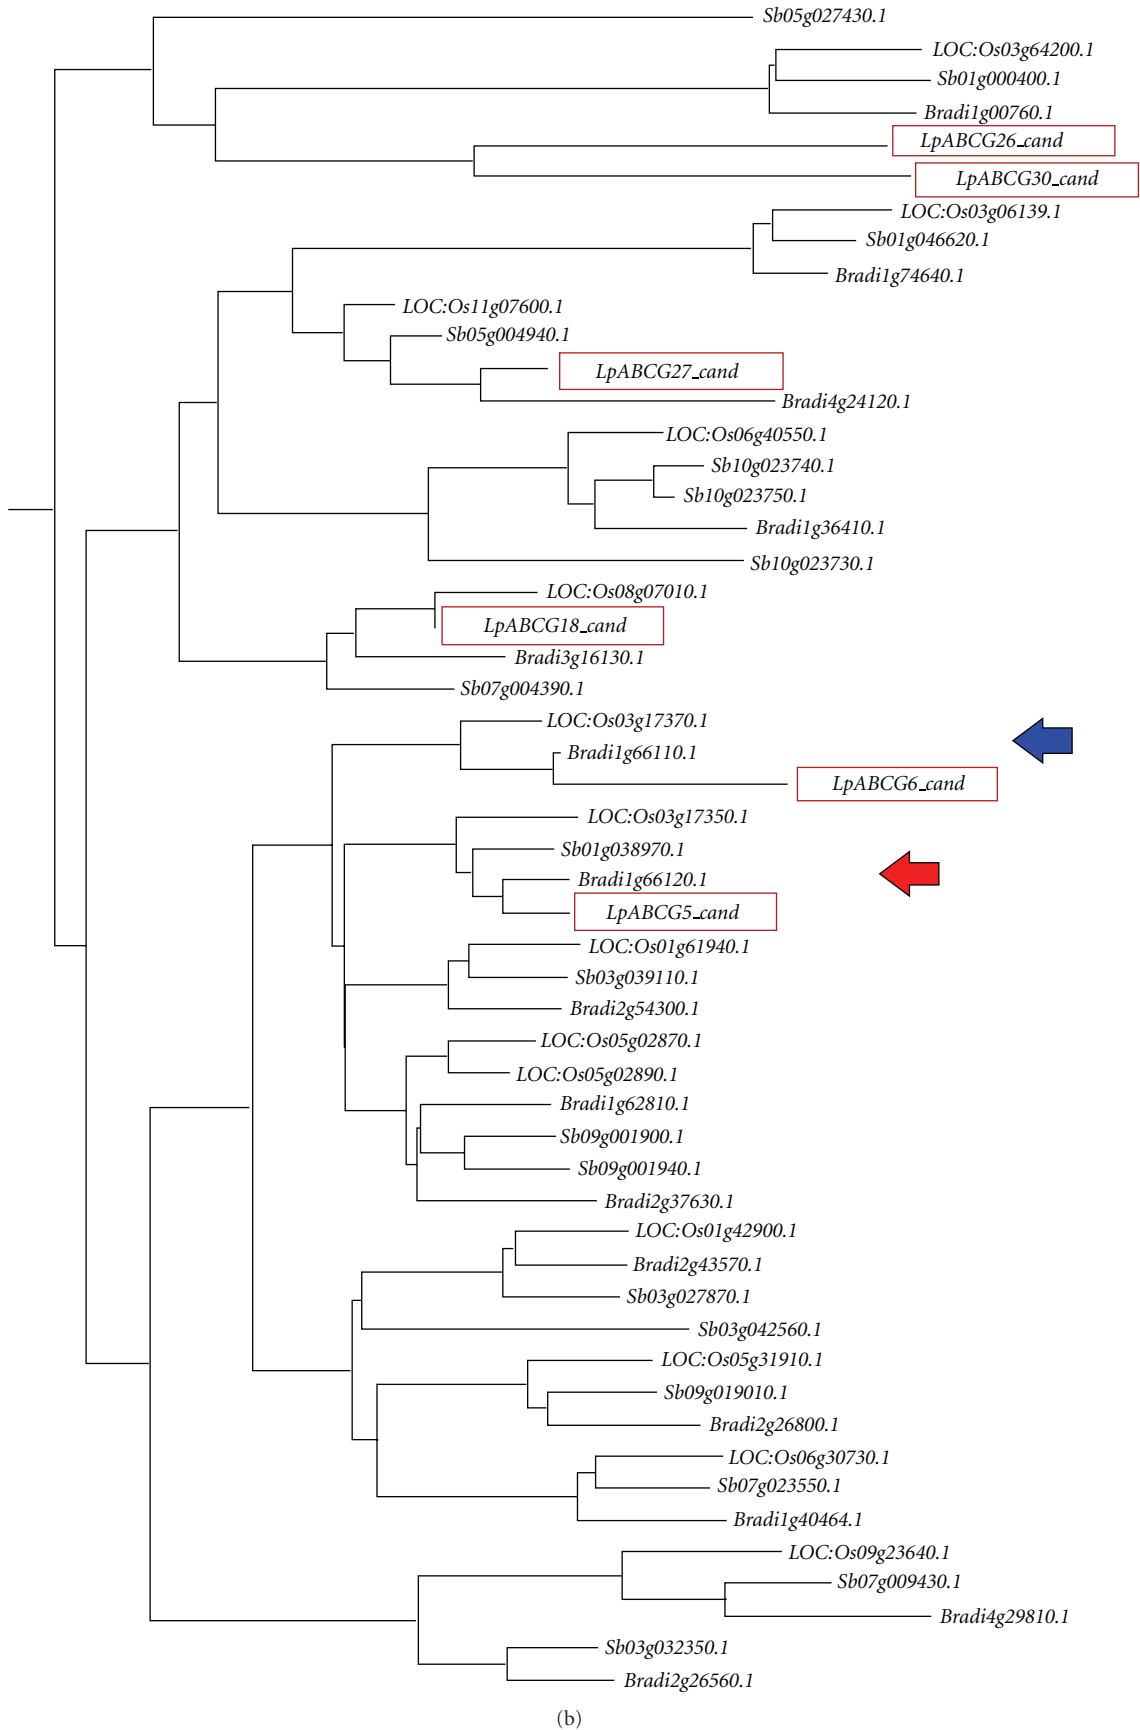 Sb05g027430.1
LOC:Os03g64200.1
Sb01g000400.1
Bradi1g00760.1
LpABCG26_cand
LpABCG30_cand
LOC:Os03g06139.1
Sb01g046620.1
Bradi1g74640.1
LOC:Os11g07600.1
Sb05g004940.1
LpABCG27_cand
Bradi4g24120.1
LOC:Os06g40550.1
Sb10g023740.1
Sb10g023750.1
Bradi1g36410.1
Sb10g023730.1
LOC:Os08g07010.1
LpABCG18_cand
Bradi3g16130.1
Sb07g004390.1
LOC:Os03g17370.1
Bradi1g66110.1
LpABCG6_cand
LOC:Os03g17350.1
Sb01g038970.1
Bradi1g66120.1
LpABCG5_cand
LOC:Os01g61940.1
Sb03g039110.1
Bradi2g54300.1
LOC:Os05g02870.1
LOC:Os05g02890.1
Bradi1g62810.1
Sb09g001900.1
Sb09g001940.1
Bradi2g37630.1
LOC:Os01g42900.1
Bradi2g43570.1
Sb03g027870.1
Sb03g042560.1
LOC:Os05g31910.1
Sb09g019010.1
Bradi2g26800.1
LOC:Os06g30730.1
Sb07g023550.1
Bradi1g40464.1
LOC:Os09g23640.1
Sb07g009430.1
Bradi4g29810.1
Sb03g032350.1
Bradi2g26560.1
(b)